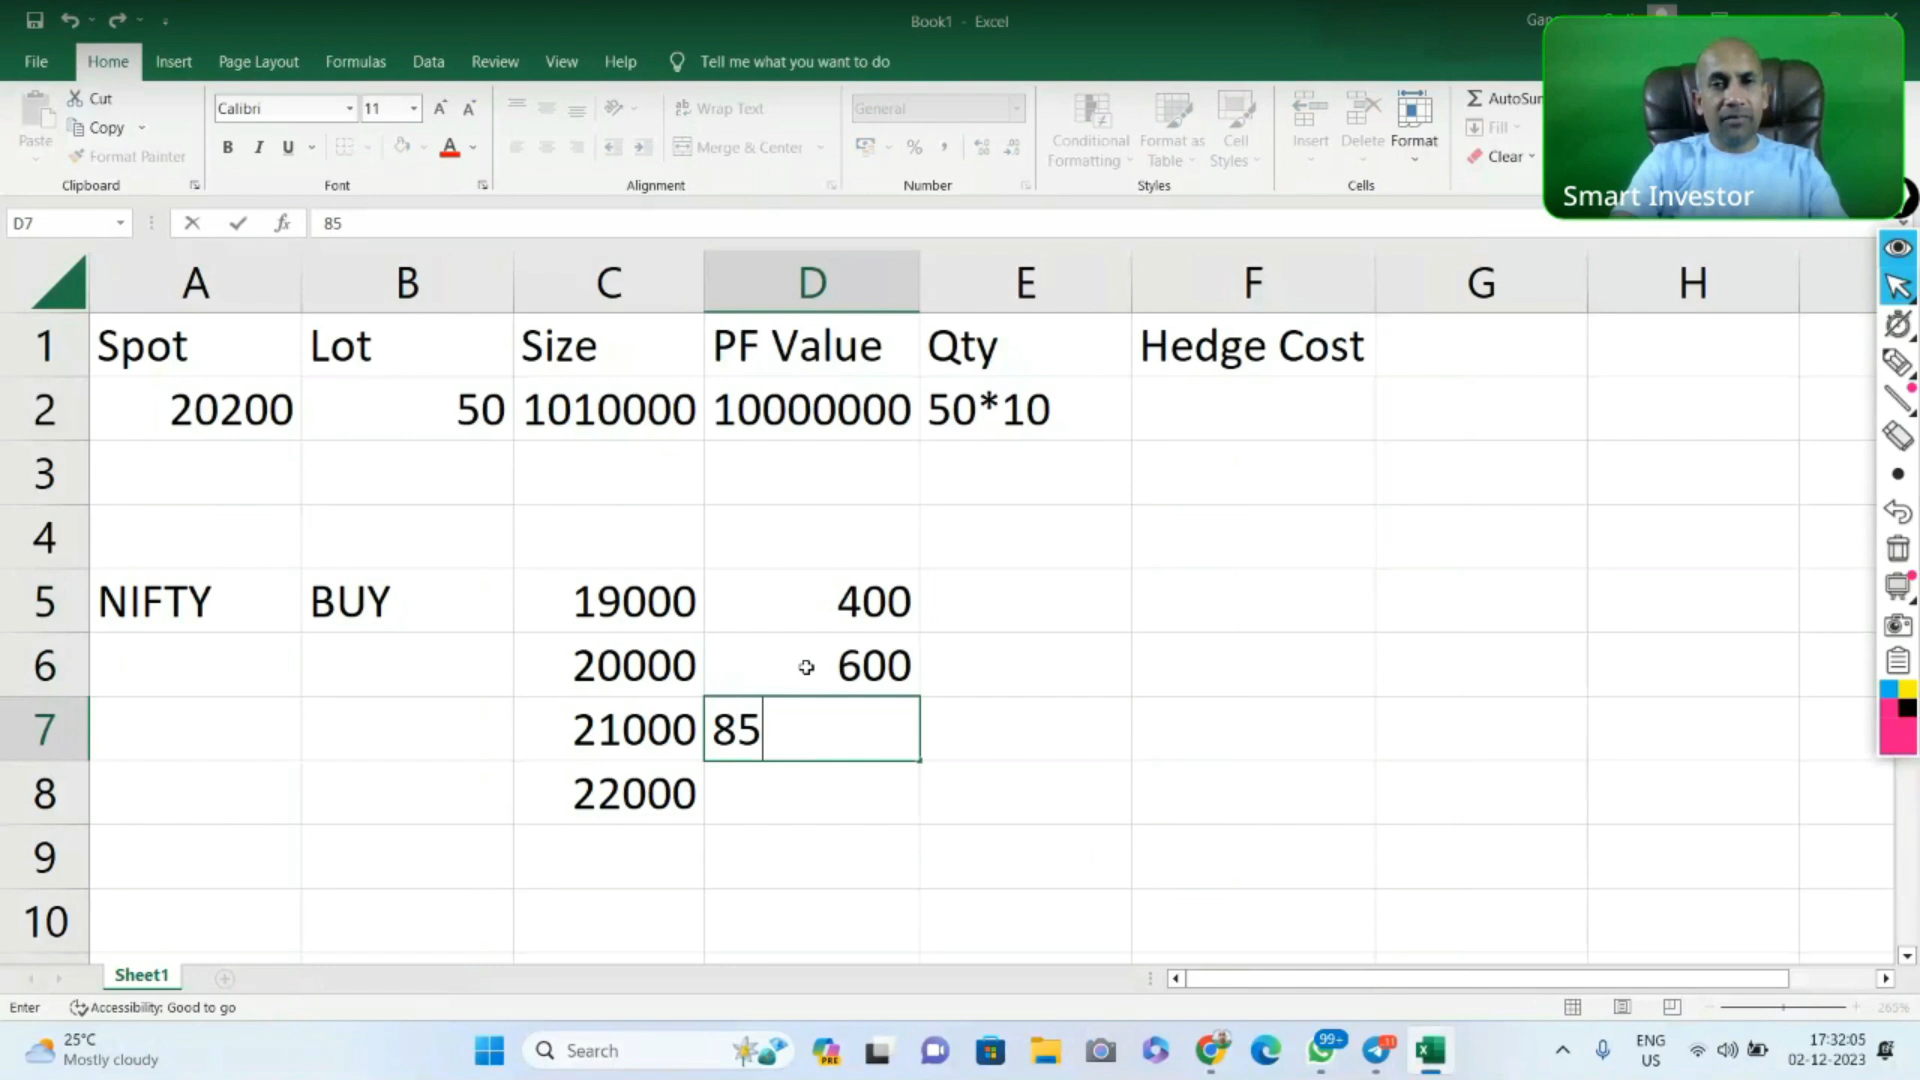 Book1 - Excel
File Home Insert Page Layout Formulas Data Review View Help Tell me what you want to do
Paste
Cut
Copy
Format Painter
Clipboard
Calibri 11
B I U
Font
Wrap Text
Merge & Center
Alignment
General
Number
Conditional Formatting
Format as Table
Cell Styles
Styles
Insert Delete Format
Cells
Fill
Clear
Smart Investor
D7 fx 85
A B C D E F G H
1 Spot Lot Size PF Value Qty Hedge Cost
2 20200 50 1010000 10000000 50*10
3
4
5 NIFTY BUY 19000 400
6 20000 600
7 21000 85
8 22000
9
10
Sheet1
Enter Accessibility: Good to go 265%
25°C
Mostly cloudy
Search
PRE
99+
ENG
US
17:32:05
02-12-2023